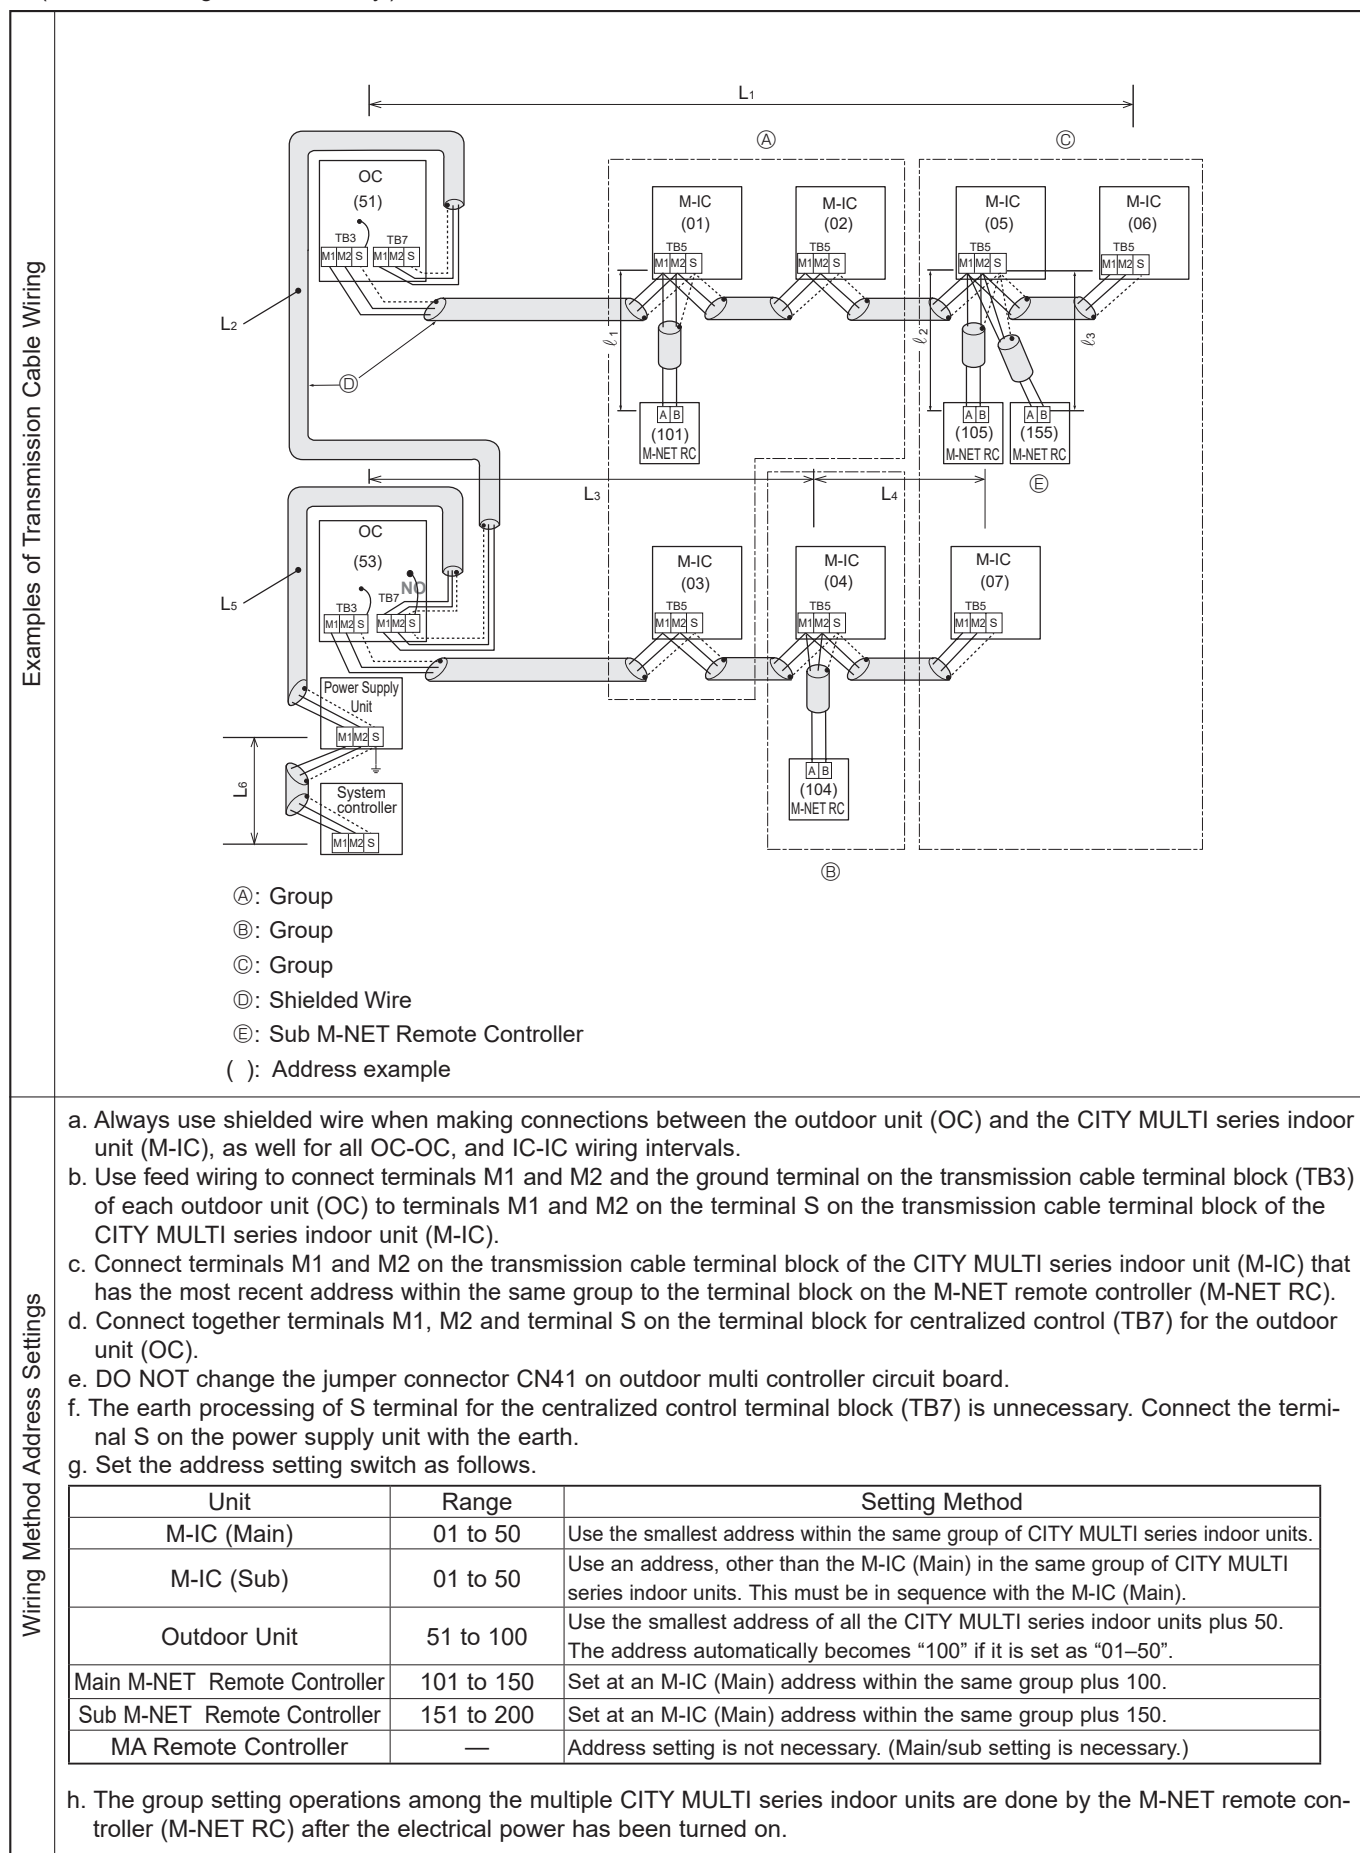 Examples of Transmission Cable Wiring
L1
Ⓐ
Ⓒ
OC
(51)
TB3
TB7
M1 M2 S
M1 M2 S
M-IC
(01)
TB5
M1 M2 S
M-IC
(02)
TB5
M1 M2 S
M-IC
(05)
TB5
M1 M2 S
M-IC
(06)
TB5
M1 M2 S
L2
ℓ1
ℓ2
ℓ3
Ⓓ
A B
(101)
M-NET RC
A B
(105)
M-NET RC
A B
(155)
M-NET RC
Ⓔ
L3
L4
OC
(53)
NO
TB3
TB7
M1 M2 S
M1 M2 S
M-IC
(03)
TB5
M1 M2 S
M-IC
(04)
TB5
M1 M2 S
M-IC
(07)
TB5
M1 M2 S
L5
Power Supply
Unit
M1 M2 S
L6
System
controller
M1 M2 S
A B
(104)
M-NET RC
Ⓑ
Ⓐ: Group
Ⓑ: Group
Ⓒ: Group
Ⓓ: Shielded Wire
Ⓔ: Sub M-NET Remote Controller
( ): Address example
Wiring Method Address Settings
a. Always use shielded wire when making connections between the outdoor unit (OC) and the CITY MULTI series indoor
unit (M-IC), as well for all OC-OC, and IC-IC wiring intervals.
b. Use feed wiring to connect terminals M1 and M2 and the ground terminal on the transmission cable terminal block (TB3)
of each outdoor unit (OC) to terminals M1 and M2 on the terminal S on the transmission cable terminal block of the
CITY MULTI series indoor unit (M-IC).
c. Connect terminals M1 and M2 on the transmission cable terminal block of the CITY MULTI series indoor unit (M-IC) that
has the most recent address within the same group to the terminal block on the M-NET remote controller (M-NET RC).
d. Connect together terminals M1, M2 and terminal S on the terminal block for centralized control (TB7) for the outdoor
unit (OC).
e. DO NOT change the jumper connector CN41 on outdoor multi controller circuit board.
f. The earth processing of S terminal for the centralized control terminal block (TB7) is unnecessary. Connect the termi-
nal S on the power supply unit with the earth.
g. Set the address setting switch as follows.
Unit Range Setting Method
M-IC (Main) 01 to 50 Use the smallest address within the same group of CITY MULTI series indoor units.
M-IC (Sub) 01 to 50 Use an address, other than the M-IC (Main) in the same group of CITY MULTI
series indoor units. This must be in sequence with the M-IC (Main).
Outdoor Unit 51 to 100 Use the smallest address of all the CITY MULTI series indoor units plus 50.
The address automatically becomes “100” if it is set as “01–50”.
Main M-NET Remote Controller 101 to 150 Set at an M-IC (Main) address within the same group plus 100.
Sub M-NET Remote Controller 151 to 200 Set at an M-IC (Main) address within the same group plus 150.
MA Remote Controller — Address setting is not necessary. (Main/sub setting is necessary.)
h. The group setting operations among the multiple CITY MULTI series indoor units are done by the M-NET remote con-
troller (M-NET RC) after the electrical power has been turned on.